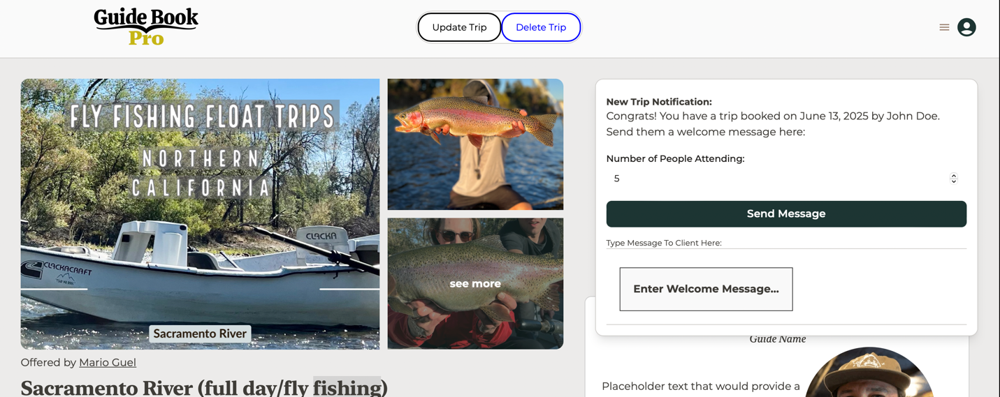 Guide Book
Pro
Update Trip
Delete Trip
FLY FISHING FLOAT TRIPS
NORTHERN
CALIFORNIA
CLACKA
CLACKACRAFT
see more
Sacramento River
Offered by Mario Guel
Sacramento River (full day/fly fishing)
New Trip Notification:
Congrats! You have a trip booked on June 13, 2025 by John Doe.
Send them a welcome message here:
Number of People Attending:
5
Send Message
Type Message To Client Here:
Enter Welcome Message...
Guide Name
Placeholder text that would provide a